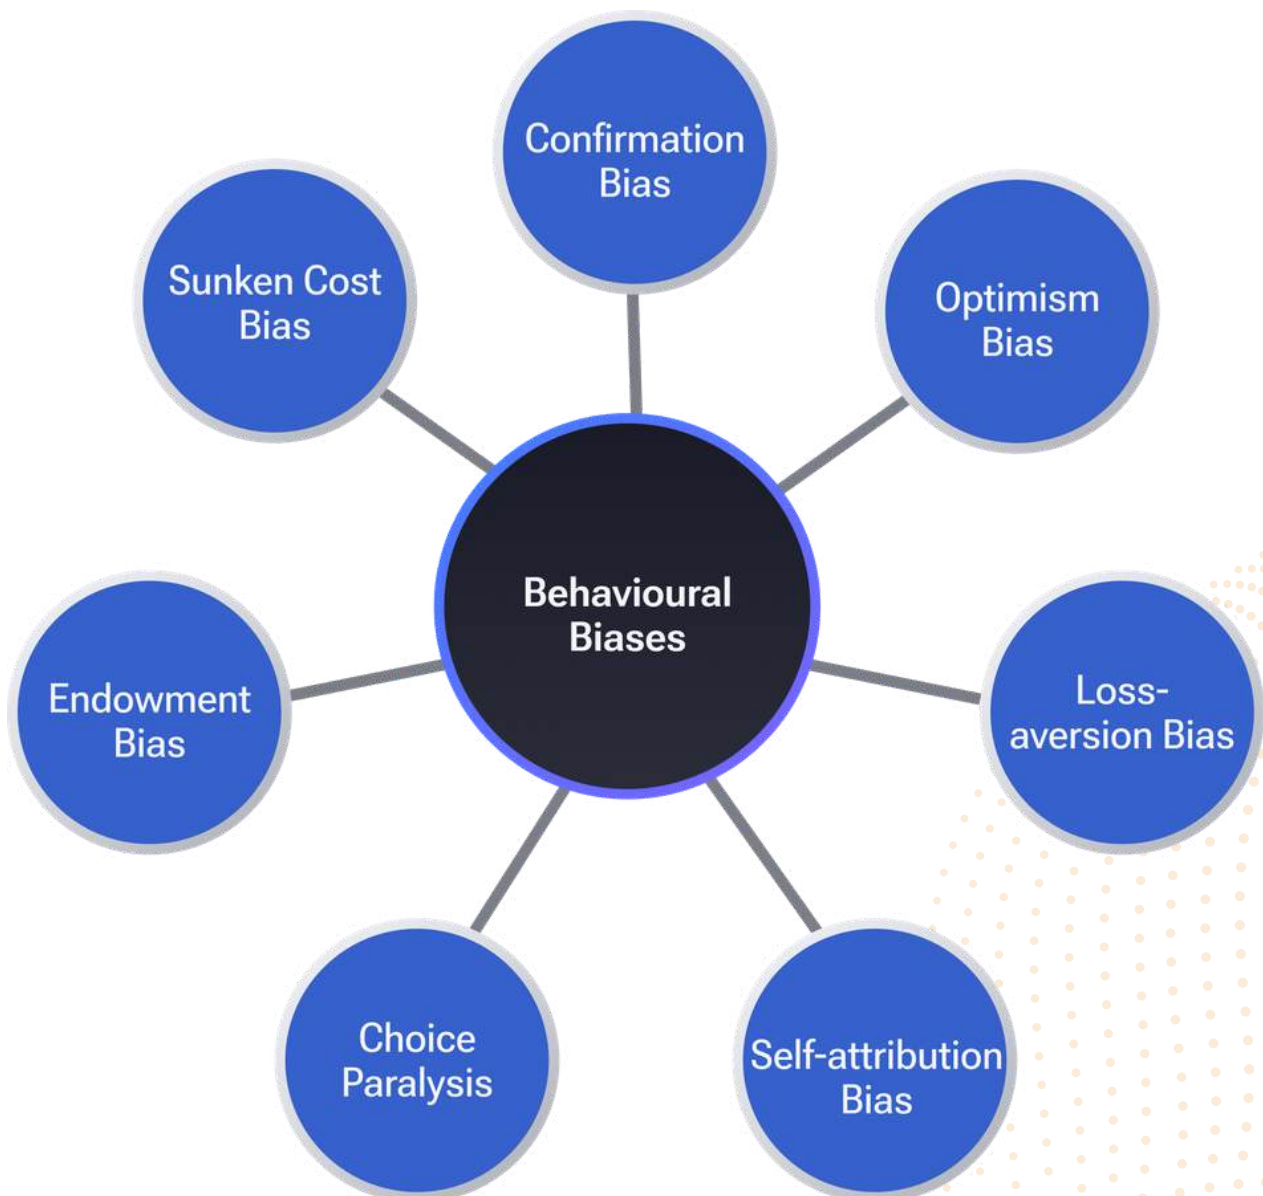 Confirmation
Bias
Sunken Cost
Bias
Optimism
Bias
Behavioural
Biases
Endowment
Bias
Loss-
aversion Bias
Choice
Paralysis
Self-attribution
Bias